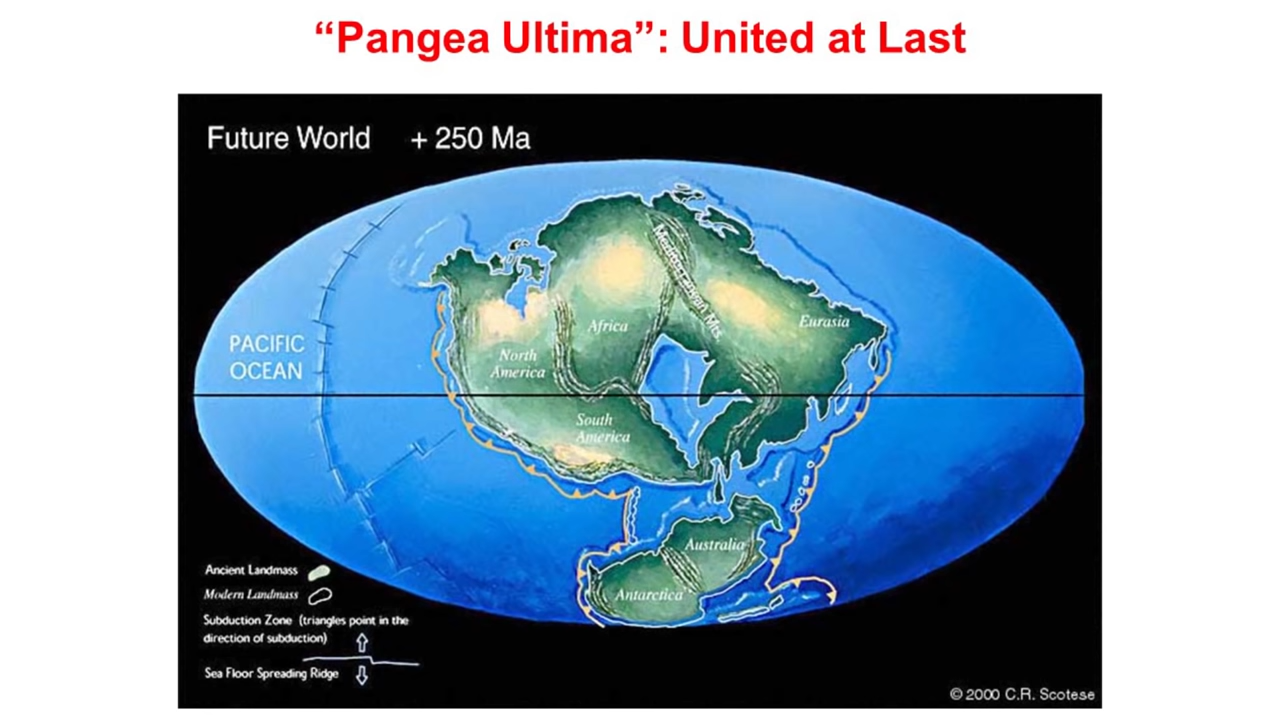 “Pangea Ultima”: United at Last
Future World + 250 Ma
Mediterranean Mts.
PACIFIC
OCEAN
Africa
Eurasia
North
America
South
America
Australia
Antarctica
Ancient Landmass
Modern Landmass
Subduction Zone (triangles point in the
direction of subduction)
Sea Floor Spreading Ridge
© 2000 C.R. Scotese